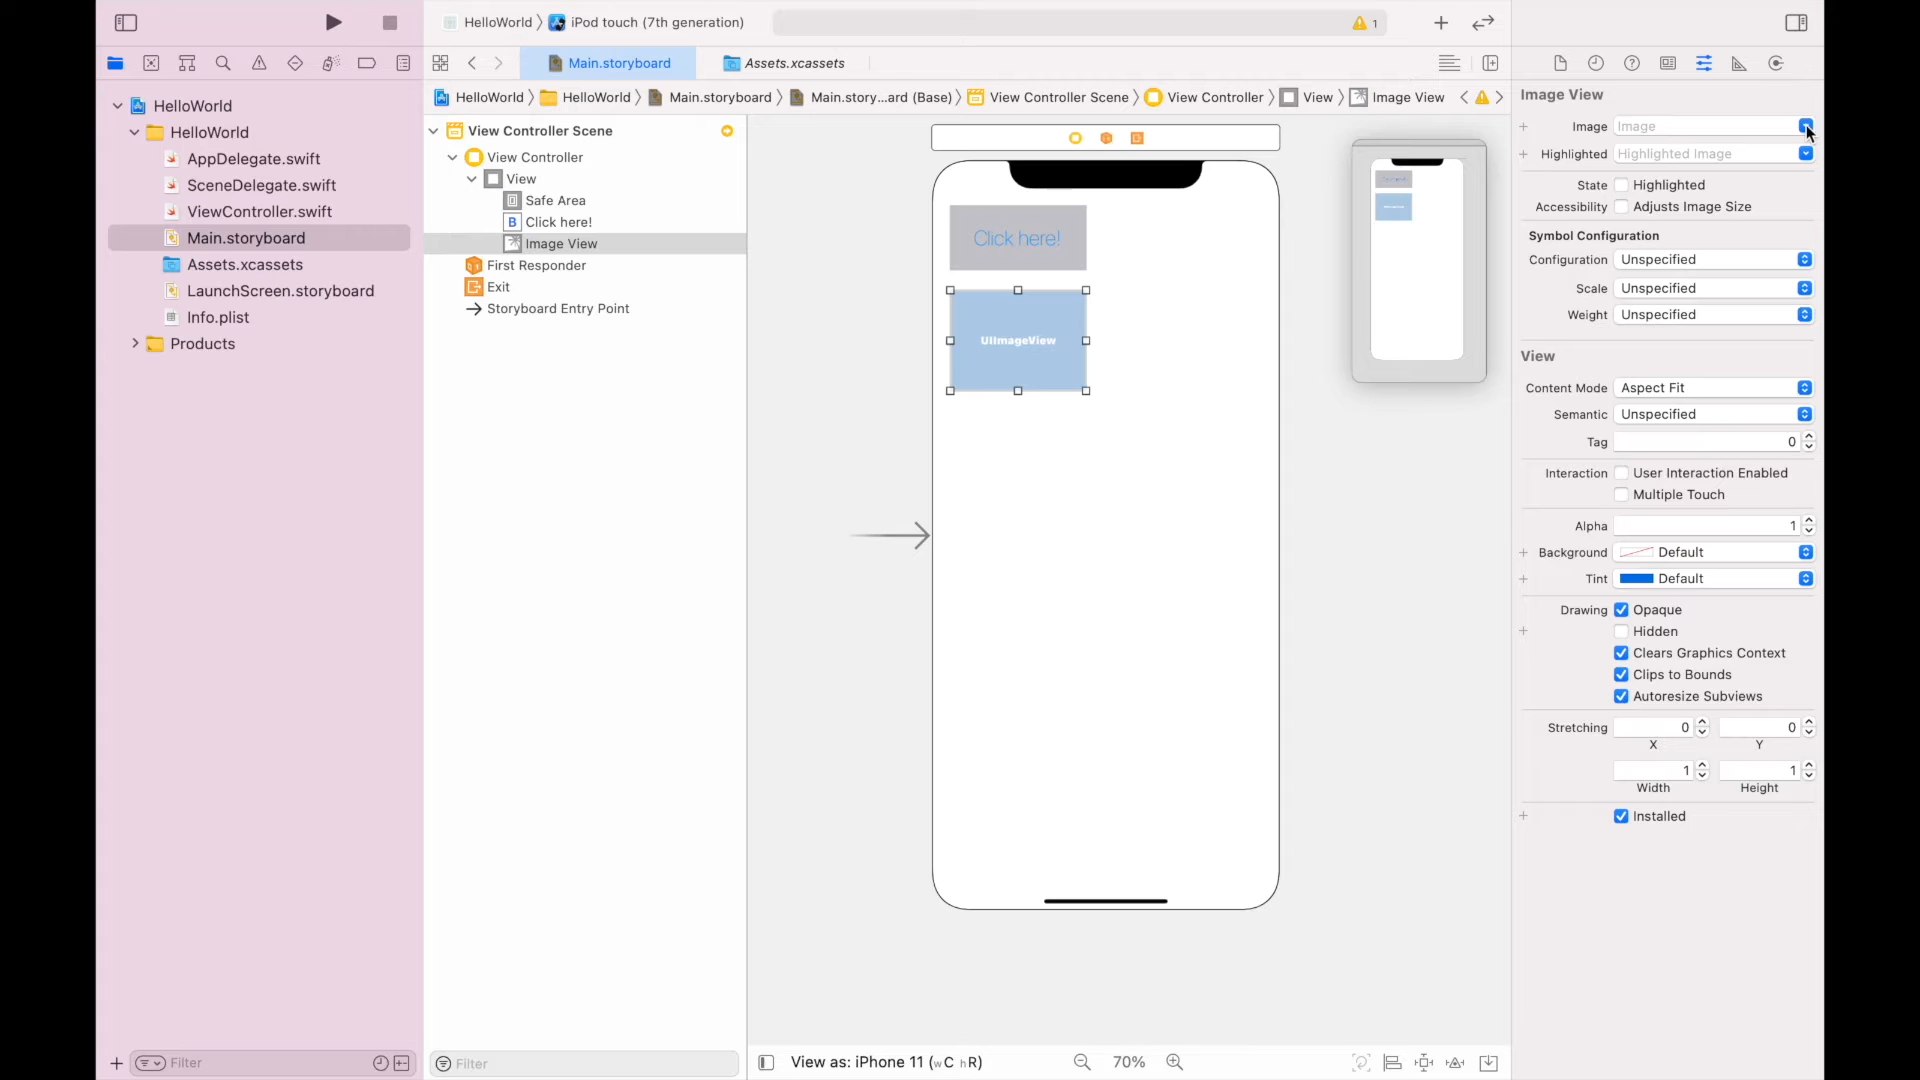 HelloWorld
iPod touch (7th generation)
1
Main.storyboard
Assets.xcassets
HelloWorld
HelloWorld
Main.storyboard
Main.story...ard (Base)
View Controller Scene
View Controller
View
Image View
HelloWorld
HelloWorld
AppDelegate.swift
SceneDelegate.swift
ViewController.swift
Main.storyboard
Assets.xcassets
LaunchScreen.storyboard
Info.plist
Products
Filter
View Controller Scene
View Controller
View
Safe Area
B Click here!
Image View
First Responder
Exit
Storyboard Entry Point
Filter
Click here!
UIImageView
View as: iPhone 11 (wC hR)
70%
Image View
Image Image
Highlighted Highlighted Image
State Highlighted
Accessibility Adjusts Image Size
Symbol Configuration
Configuration Unspecified
Scale Unspecified
Weight Unspecified
View
Content Mode Aspect Fit
Semantic Unspecified
Tag 0
Interaction User Interaction Enabled
Multiple Touch
Alpha 1
Background Default
Tint Default
Drawing Opaque
Hidden
Clears Graphics Context
Clips to Bounds
Autoresize Subviews
Stretching 0 0
X Y
1 1
Width Height
Installed